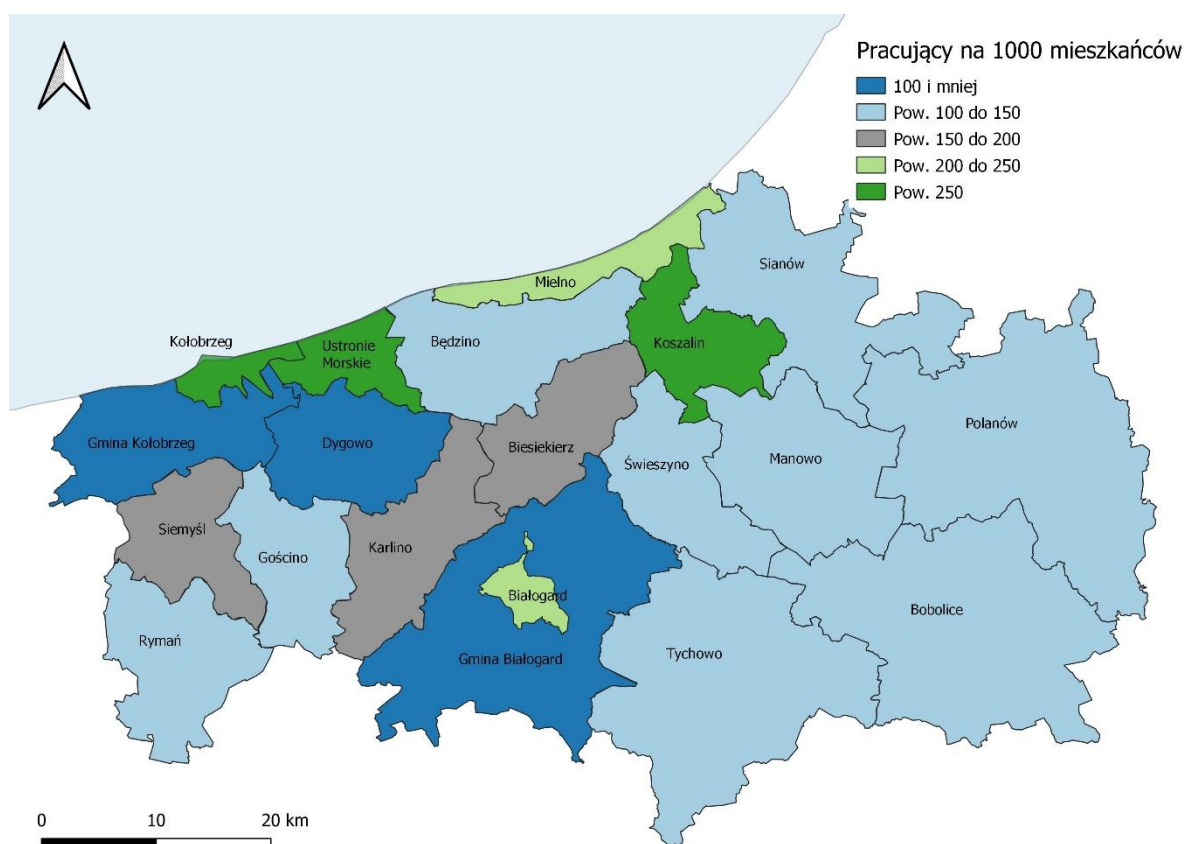 Pracujący na 1000 mieszkańców
100 i mniej
Pow. 100 do 150
Pow. 150 do 200
Pow. 200 do 250
Pow. 250
Sianów
Mielno
Kołobrzeg
Ustronie
Morskie
Będzino
Koszalin
Polanów
Gmina Kołobrzeg
Dygowo
Biesiekierz
Świeszyno
Manowo
Siemyśl
Gościno
Karlino
Białogard
Bobolice
Rymań
Gmina Białogard
Tychowo
0 10 20 km